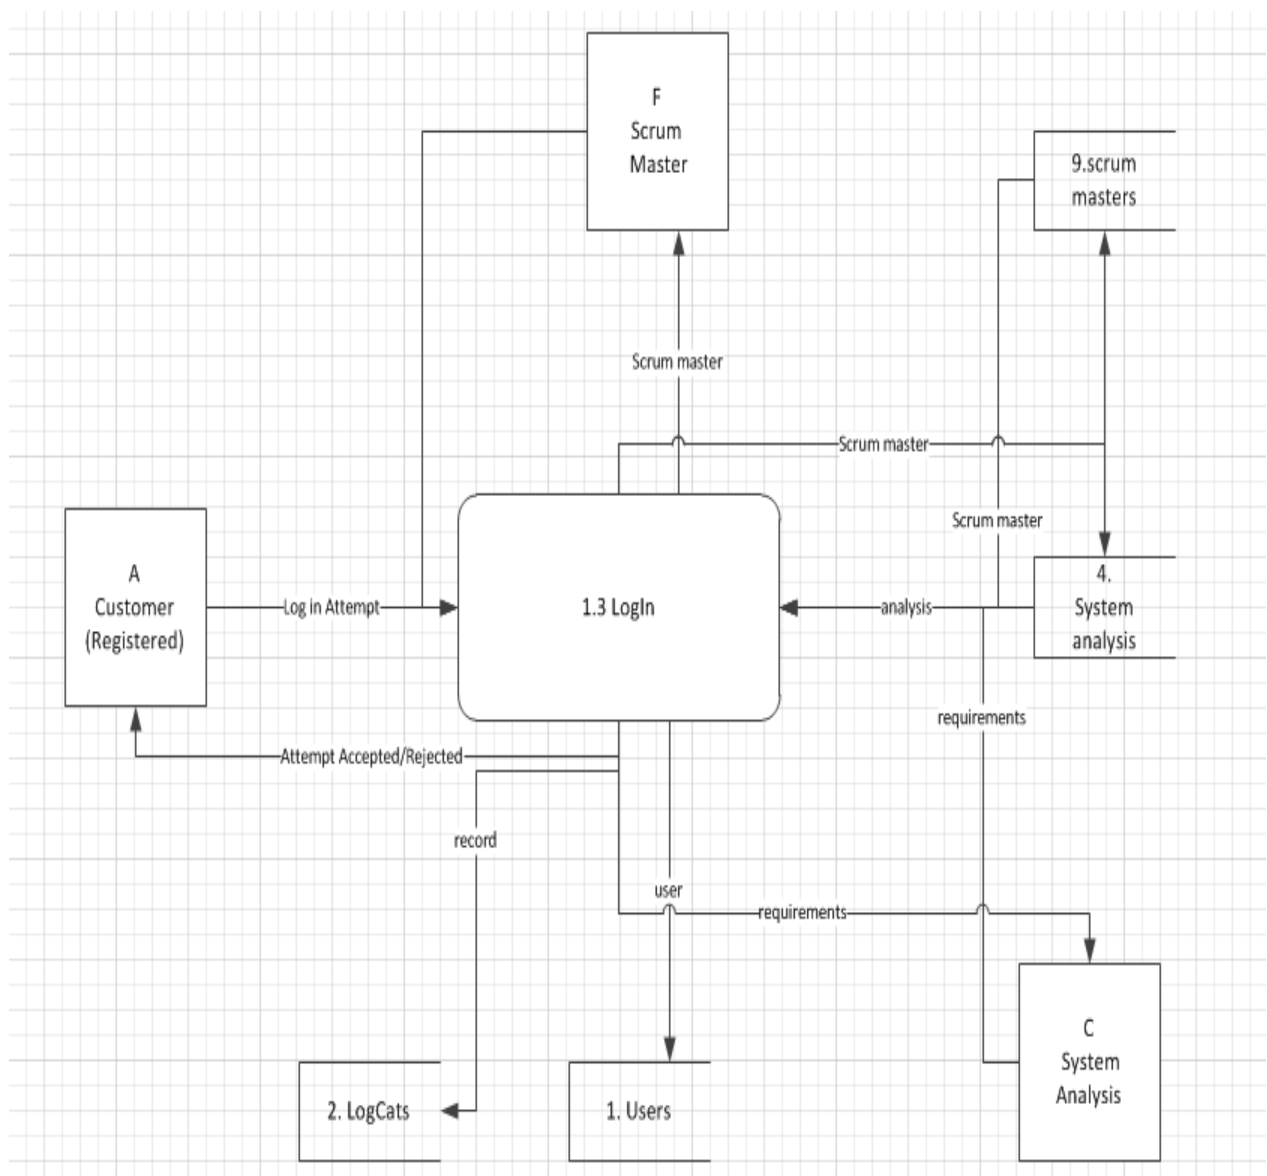 F
Scrum
Master
9.scrum
masters
Scrum master
Scrum master
Scrum master
A
Customer
(Registered)
Log in Attempt
1.3 LogIn
analysis
4.
System
analysis
requirements
Attempt Accepted/Rejected
record
user
requirements
C
System
Analysis
2. LogCats
1. Users